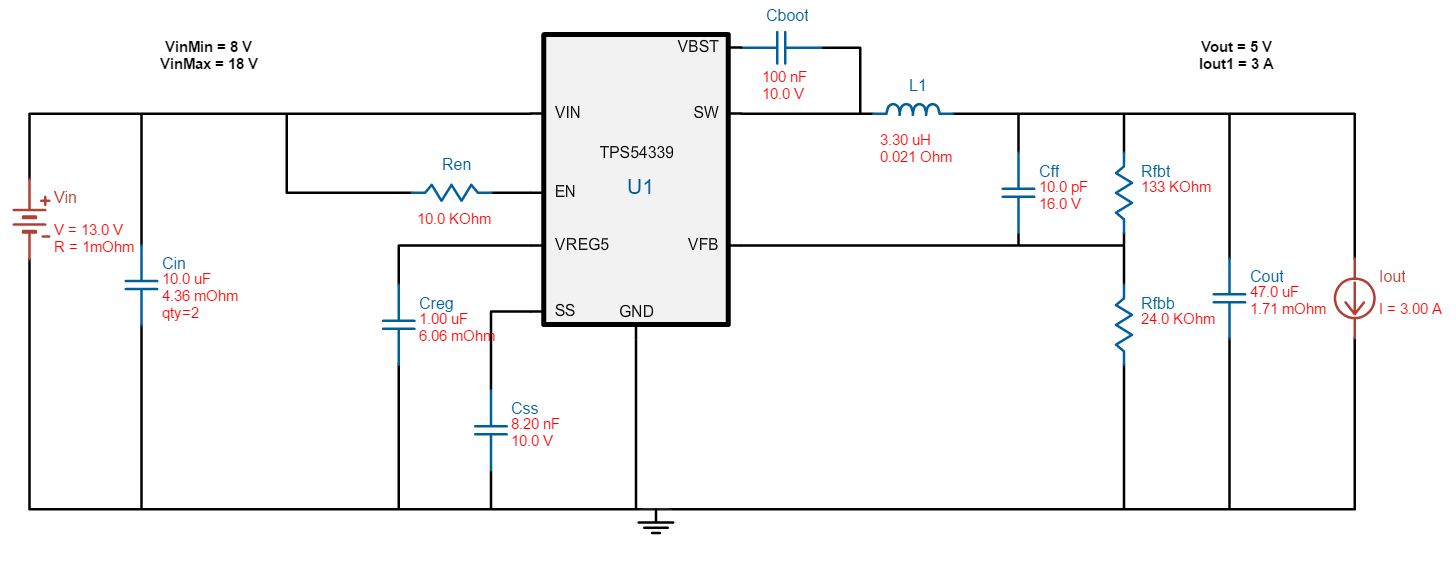 VinMin = 8 V
VinMax = 18 V
Vout = 5 V
Iout1 = 3 A
Cboot
100 nF
10.0 V
VBST
VIN
SW
TPS54339
U1
EN
VREG5
VFB
SS
GND
L1
3.30 uH
0.021 Ohm
Ren
10.0 KOhm
Cff
10.0 pF
16.0 V
Rfbt
133 KOhm
+ Vin
V = 13.0 V
R = 1mOhm
Cin
10.0 uF
4.36 mOhm
qty=2
Creg
1.00 uF
6.06 mOhm
Css
8.20 nF
10.0 V
Rfbb
24.0 KOhm
Cout
47.0 uF
1.71 mOhm
Iout
I = 3.00 A